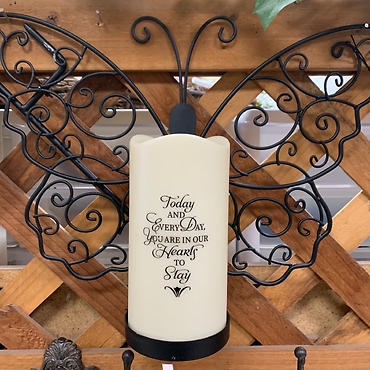 Today
AND
EVERY DAY,
YOU ARE IN OUR
Hearts
TO
Stay